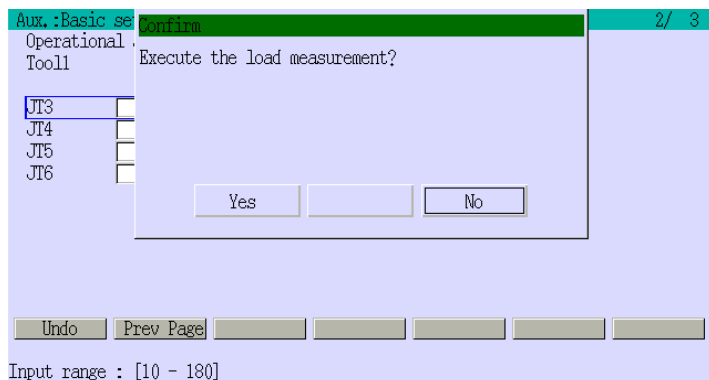 Aux.:Basic se
2/ 3
Operational
Tool1
Confirm
Execute the load measurement?
JT3
JT4
JT5
JT6
Yes
No
Undo
Prev Page
Input range : [10 - 180]